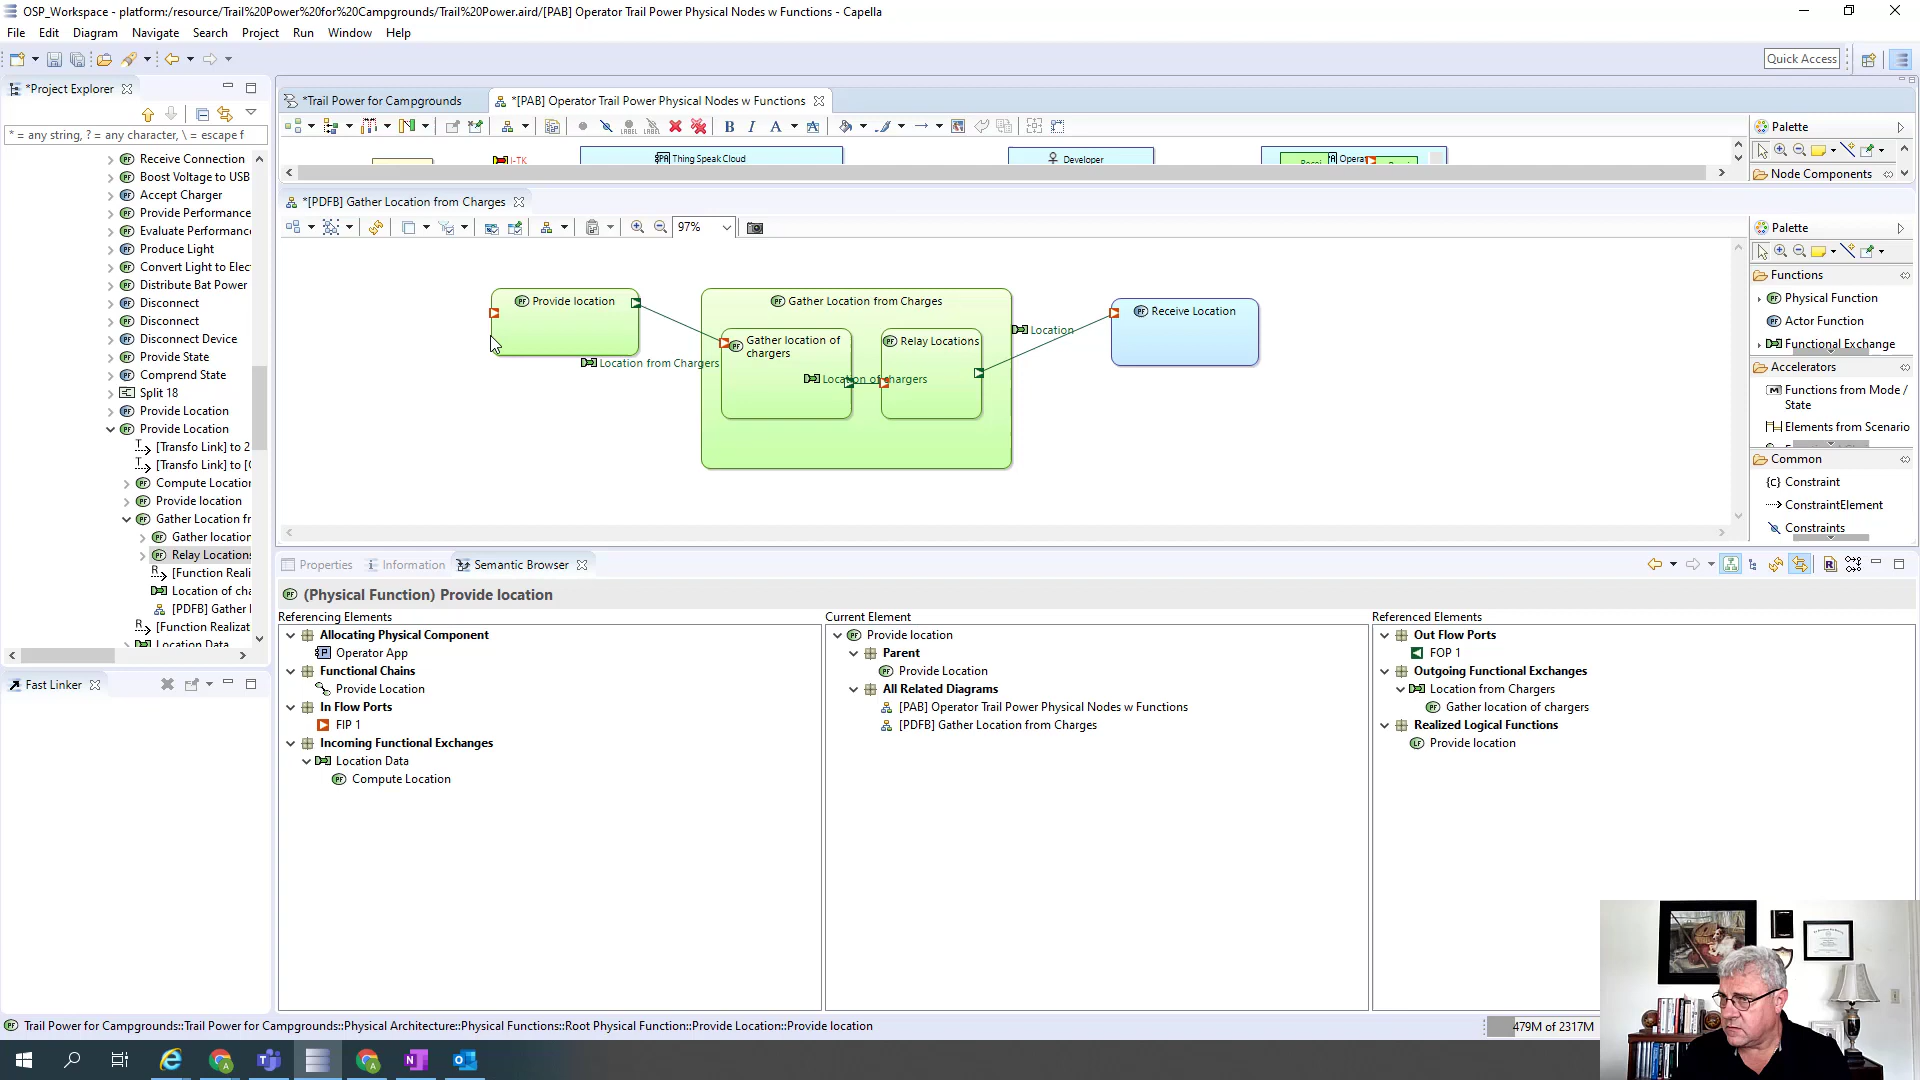 OSP_Workspace - platform:/resource/Trail%20Power%20for%20Campgrounds/Trail%20Power.aird/[PAB] Operator Trail Power Physical Nodes w Functions - Capella
File Edit Diagram Navigate Search Project Run Window Help
Quick Access
*Project Explorer
* = any string, ? = any character, \ = escape f
Receive Connection
Boost Voltage to USB
Accept Charger
Provide Performance
Evaluate Performance
Produce Light
Convert Light to Elec
Distribute Bat Power
Disconnect
Disconnect
Disconnect Device
Provide State
Comprend State
Split 18
Provide Location
Provide Location
[Transfo Link] to 2
[Transfo Link] to [
Compute Location
Provide location
Gather Location fr
Gather location
Relay Locations
[Function Reali
Location of cha
[PDFB] Gather l
[Function Realizat
Location Data
Fast Linker
*Trail Power for Campgrounds
*[PAB] Operator Trail Power Physical Nodes w Functions
I-TK
Thing Speak Cloud
Developer
Palette
Node Components
*[PDFB] Gather Location from Charges
97%
Provide location
Gather Location from Charges
Receive Location
Gather location of
chargers
Relay Locations
Location
Location from Chargers
Location of chargers
Palette
Functions
Physical Function
Actor Function
Functional Exchange
Accelerators
Functions from Mode /
State
Elements from Scenario
Common
Constraint
ConstraintElement
Constraints
Properties
Information
Semantic Browser
(Physical Function) Provide location
Referencing Elements
Allocating Physical Component
Operator App
Functional Chains
Provide Location
In Flow Ports
FIP 1
Incoming Functional Exchanges
Location Data
Compute Location
Current Element
Provide location
Parent
Provide Location
All Related Diagrams
[PAB] Operator Trail Power Physical Nodes w Functions
[PDFB] Gather Location from Charges
Referenced Elements
Out Flow Ports
FOP 1
Outgoing Functional Exchanges
Location from Chargers
Gather location of chargers
Realized Logical Functions
Provide location
Trail Power for Campgrounds::Trail Power for Campgrounds::Physical Architecture::Physical Functions::Root Physical Function::Provide Location::Provide location
479M of 2317M